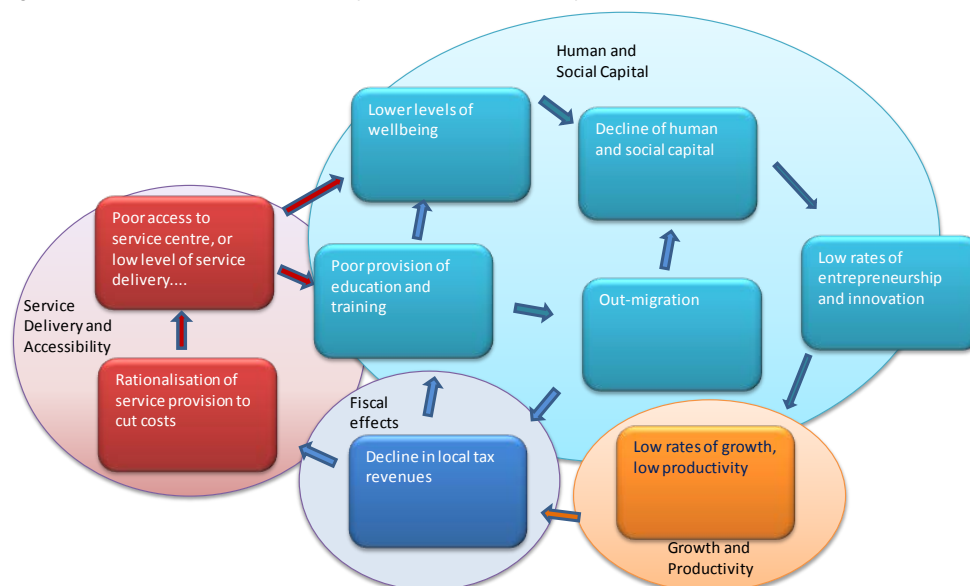 Human and
Social Capital
Lower levels of
wellbeing
Decline of human
and social capital
Poor access to
service centre, or
low level of service
delivery....
Poor provision of
education and
training
Out-migration
Low rates of
entrepreneurship
and innovation
Service
Delivery and
Accessibility
Rationalisation of
service provision to
cut costs
Fiscal
effects
Decline in local tax
revenues
Low rates of growth,
low productivity
Growth and
Productivity